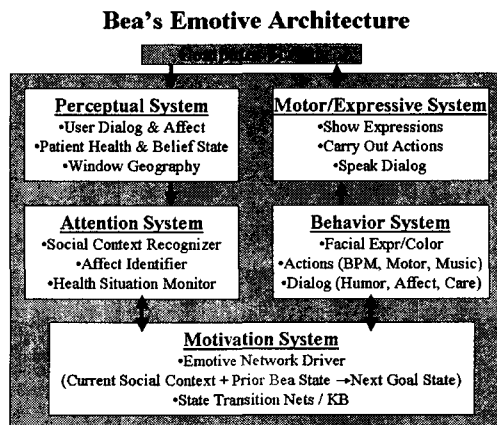 Bea's Emotive Architecture
Perceptual System
•User Dialog & Affect
•Patient Health & Belief State
•Window Geography
Motor/Expressive System
•Show Expressions
•Carry Out Actions
•Speak Dialog
Attention System
•Social Context Recognizer
•Affect Identifier
•Health Situation Monitor
Behavior System
•Facial Expr/Color
•Actions (BPM, Motor, Music)
•Dialog (Humor, Affect, Care)
Motivation System
•Emotive Network Driver
(Current Social Context + Prior Bea State →Next Goal State)
•State Transition Nets / KB